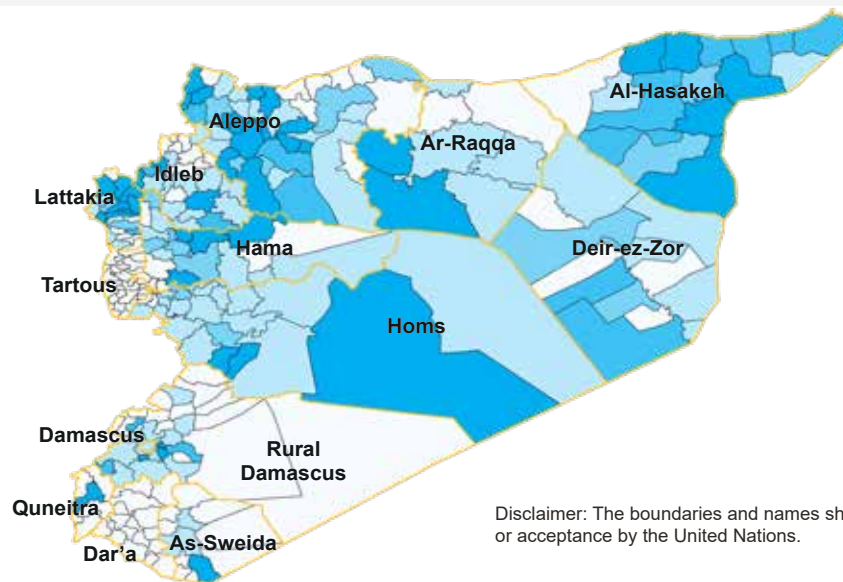 Al-Hasakeh
Aleppo
Ar-Raqqa
Idleb
Lattakia
Hama
Deir-ez-Zor
Tartous
Homs
Damascus
Rural
Damascus
Quneitra
Dar'a
As-Sweida
Disclaimer: The boundaries and names sh
or acceptance by the United Nations.